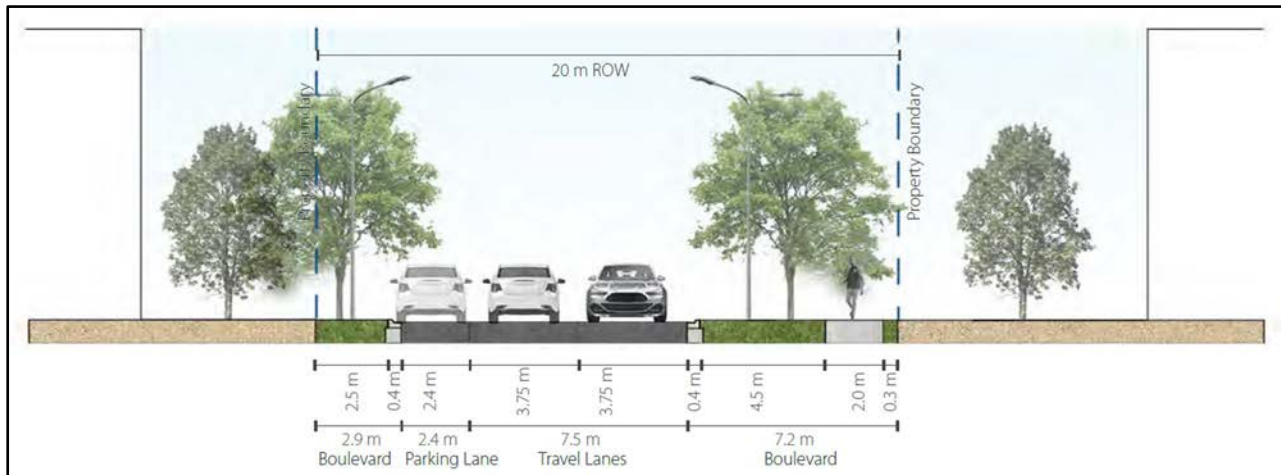 20 m ROW
Property Boundary
Property Boundary
2.5 m
0.4 m
2.4 m
3.75 m
3.75 m
0.4 m
4.5 m
2.0 m
0.3 m
2.9 m
2.4 m
7.5 m
7.2 m
Boulevard
Parking Lane
Travel Lanes
Boulevard